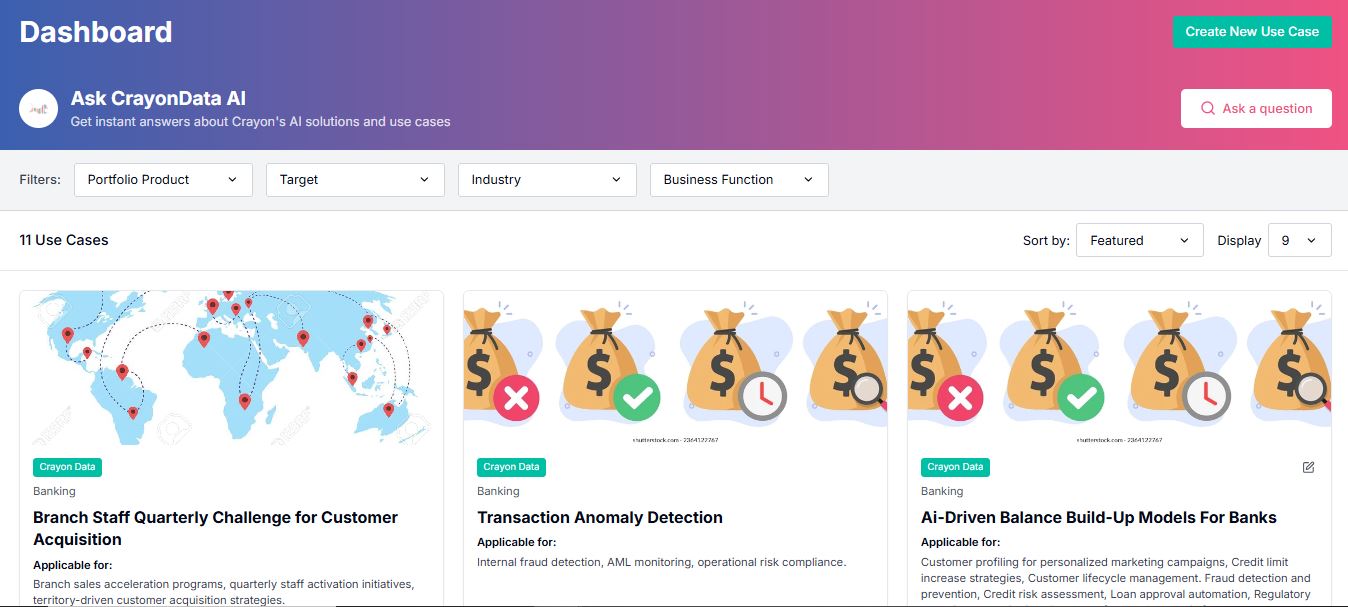 Dashboard
Create New Use Case
Ask CrayonData AI
Get instant answers about Crayon's AI solutions and use cases
Ask a question
Filters:
Portfolio Product
Target
Industry
Business Function
11 Use Cases
Sort by:
Featured
Display
9
$
$
$
$
shutterstock.com · 2364122767
$
$
$
$
shutterstock.com · 2364122767
Crayon Data
Banking
Branch Staff Quarterly Challenge for Customer
Acquisition
Applicable for:
Branch sales acceleration programs, quarterly staff activation initiatives,
territory-driven customer acquisition strategies.
Crayon Data
Banking
Transaction Anomaly Detection
Applicable for:
Internal fraud detection, AML monitoring, operational risk compliance.
Crayon Data
Banking
Ai-Driven Balance Build-Up Models For Banks
Applicable for:
Customer profiling for personalized marketing campaigns, Credit limit
increase strategies, Customer lifecycle management. Fraud detection and
prevention, Credit risk assessment, Loan approval automation, Regulatory